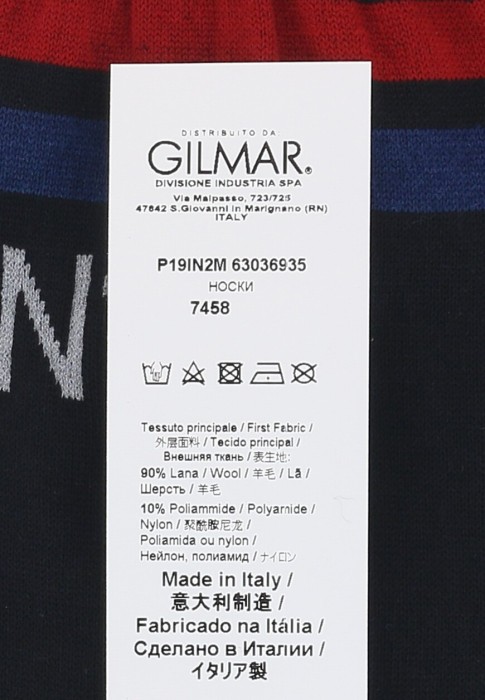 DISTRIBUITO DA
GILMAR®
DIVISIONE INDUSTRIA SPA
Via Malpasso, 723/725
47842 S.Giovanni in Marignano (RN)
ITALY
P19IN2M 63036935
НОСКИ
7458
Tessuto principale / First Fabric /
外层面料 / Tecido principal /
Внешняя ткань / 表生地:
90% Lana / Wool / 羊毛 / Lã /
Шерсть / 羊毛
10% Poliammide / Polyamide /
Nylon / 聚酰胺尼龙 /
Poliamida ou nylon /
Нейлон, полиамид / ナイロン
Made in Italy /
意大利制造 /
Fabricado na Itália /
Сделано в Италии /
イタリア製
N